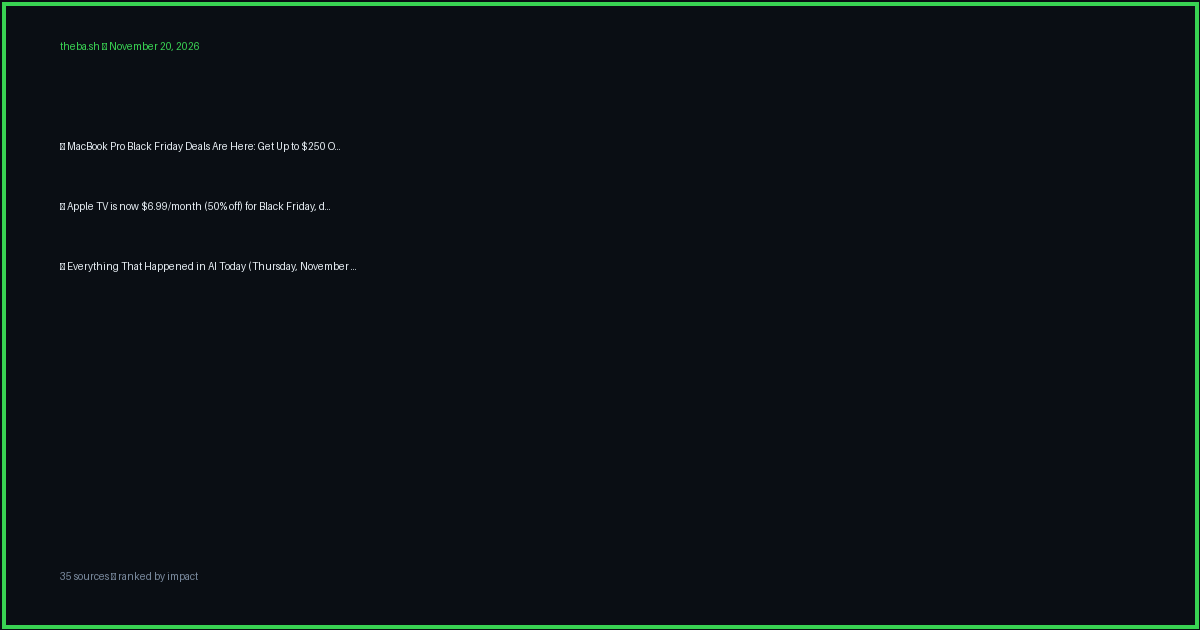 theba.sh ▯ November 20, 2026
▯ MacBook Pro Black Friday Deals Are Here: Get Up to $250 O...
▯ Apple TV is now $6.99/month (50% off) for Black Friday, d...
▯ Everything That Happened in AI Today (Thursday, November ...
35 sources ▯ ranked by impact